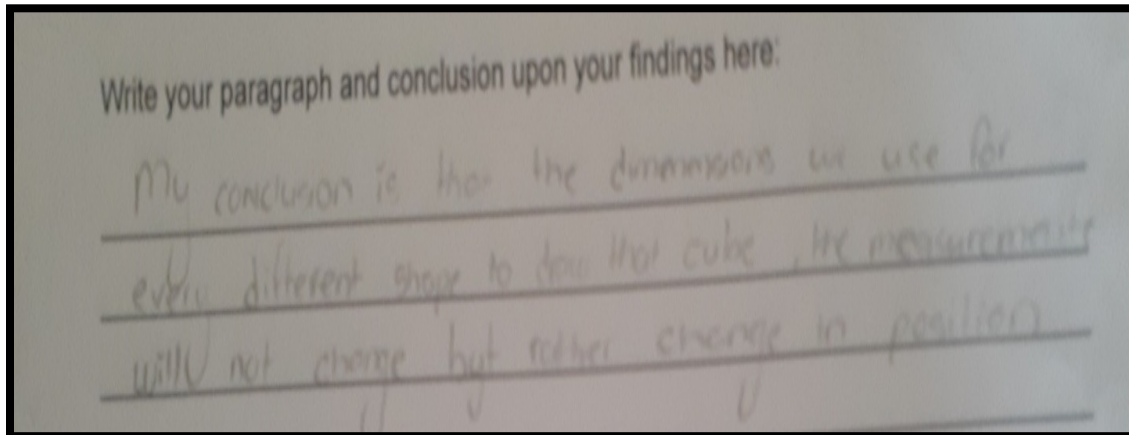 Write your paragraph and conclusion upon your findings here:
My conclusion is that the dimensions we use for
every different shape to draw that cube, the measurements
will not change but rather change in position